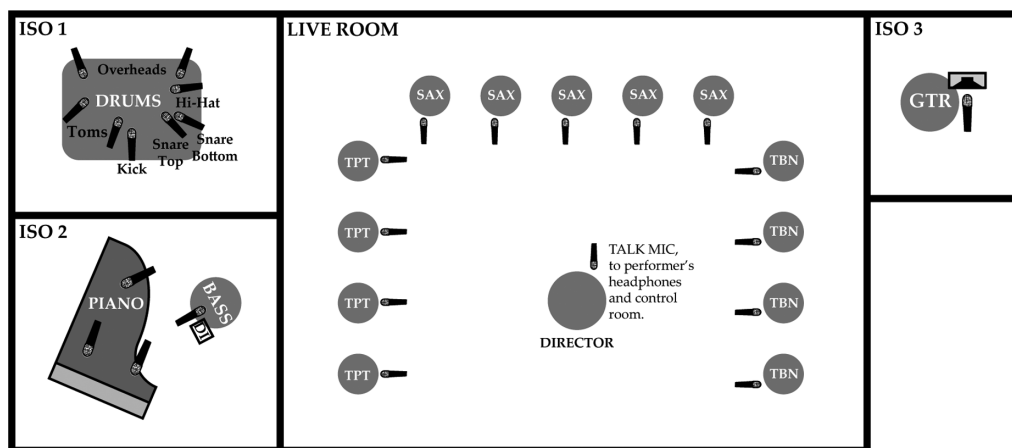 ISO 1
Overheads
DRUMS
Hi-Hat
Toms
Snare
Top
Snare
Bottom
Kick
ISO 2
PIANO
BASS
DI
LIVE ROOM
SAX
SAX
SAX
SAX
SAX
TPT
TPT
TPT
TPT
TBN
TBN
TBN
TBN
TALK MIC,
to performer's
headphones
and control
room.
DIRECTOR
ISO 3
GTR